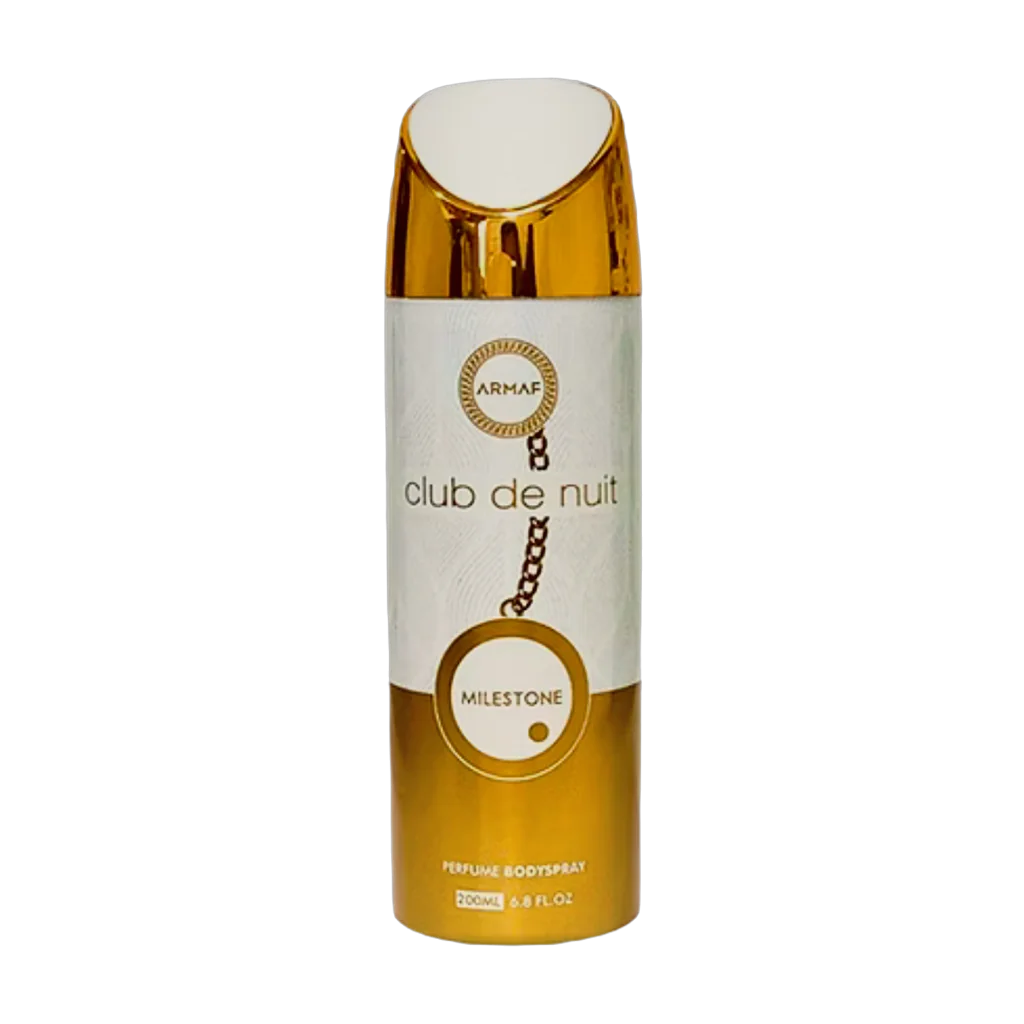 ARMAF
club de nuit
MILESTONE
PERFUME BODYSPRAY
200ML 6.8 FL.OZ